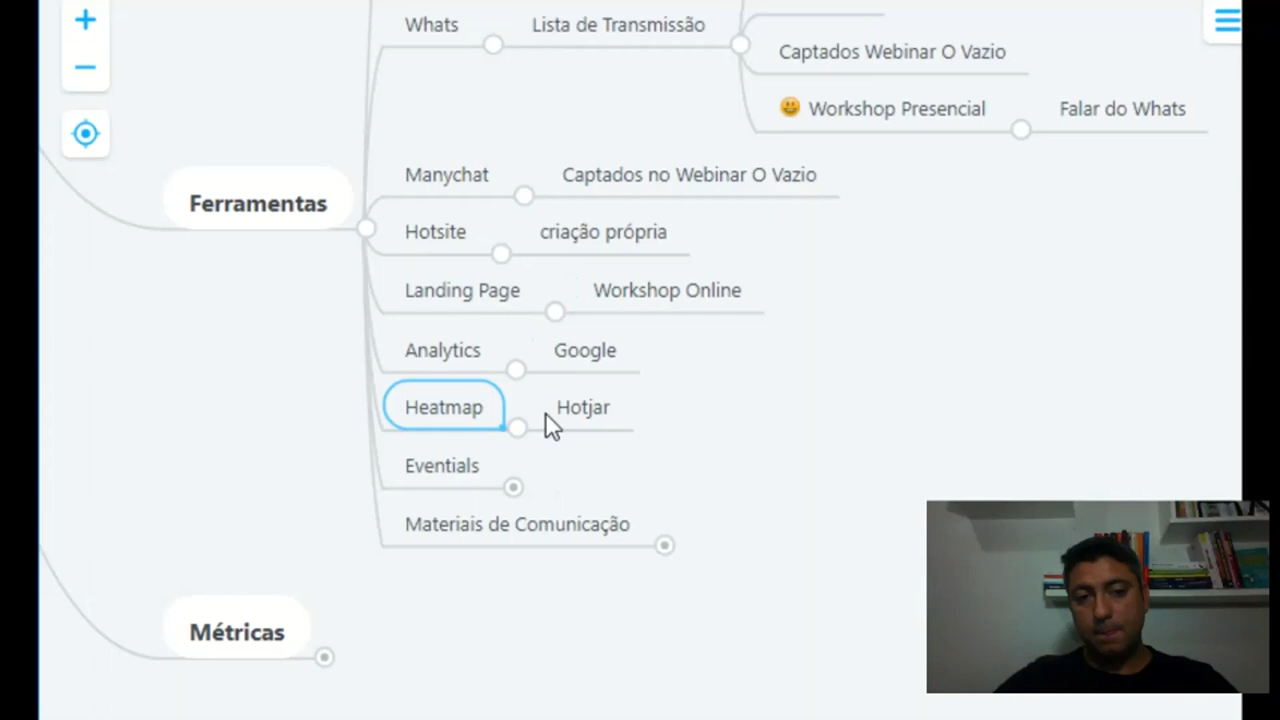 Whats
Lista de Transmissão
Captados Webinar O Vazio
😃 Workshop Presencial
Falar do Whats
Ferramentas
Manychat
Captados no Webinar O Vazio
Hotsite
criação própria
Landing Page
Workshop Online
Analytics
Google
Heatmap
Hotjar
Eventials
Materiais de Comunicação
Métricas